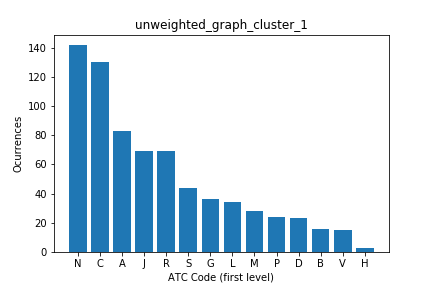 unweighted_graph_cluster_1
140
120
100
80
60
40
20
0
Ocurrences
N C A J R S G L M P D B V H
ATC Code (first level)